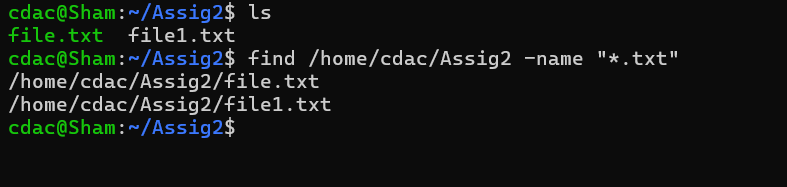 cdac@Sham:~/Assig2$ ls
file.txt  file1.txt
cdac@Sham:~/Assig2$ find /home/cdac/Assig2 -name "*.txt"
/home/cdac/Assig2/file.txt
/home/cdac/Assig2/file1.txt
cdac@Sham:~/Assig2$